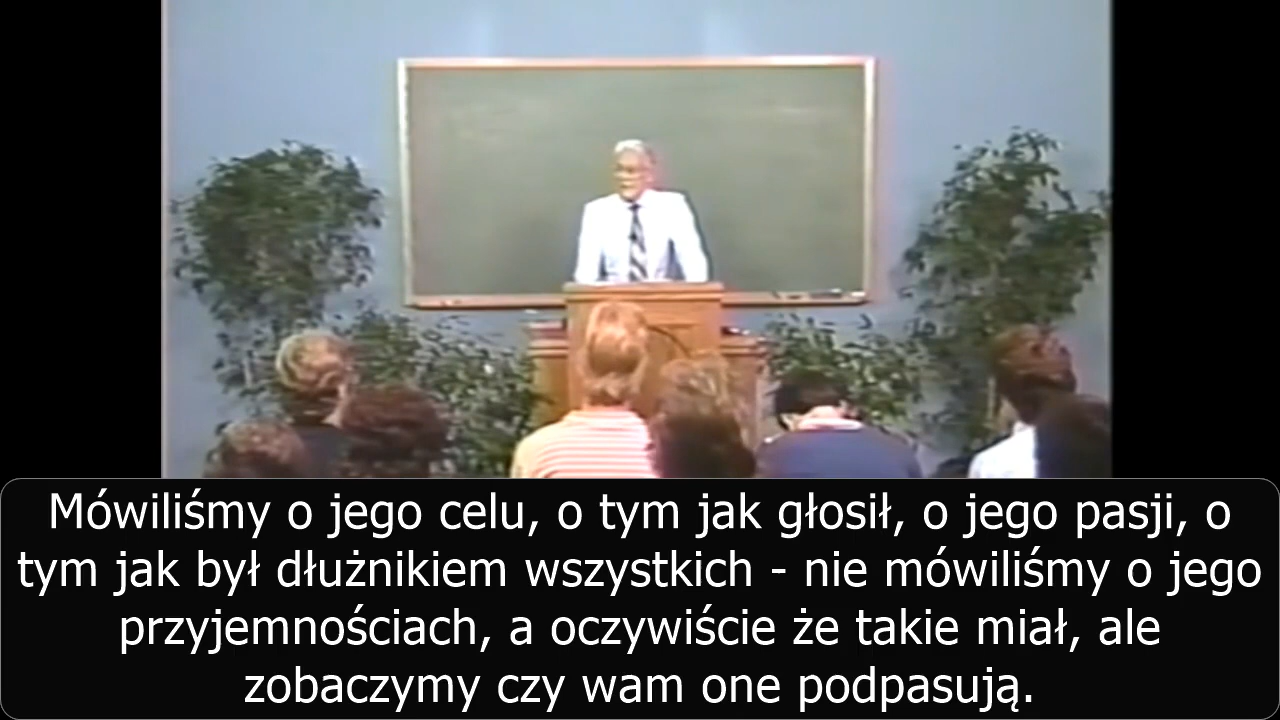 Mówiliśmy o jego celu, o tym jak głosił, o jego pasji, o
tym jak był dłużnikiem wszystkich - nie mówiliśmy o jego
przyjemnościach, a oczywiście że takie miał, ale
zobaczymy czy wam one podpasują.